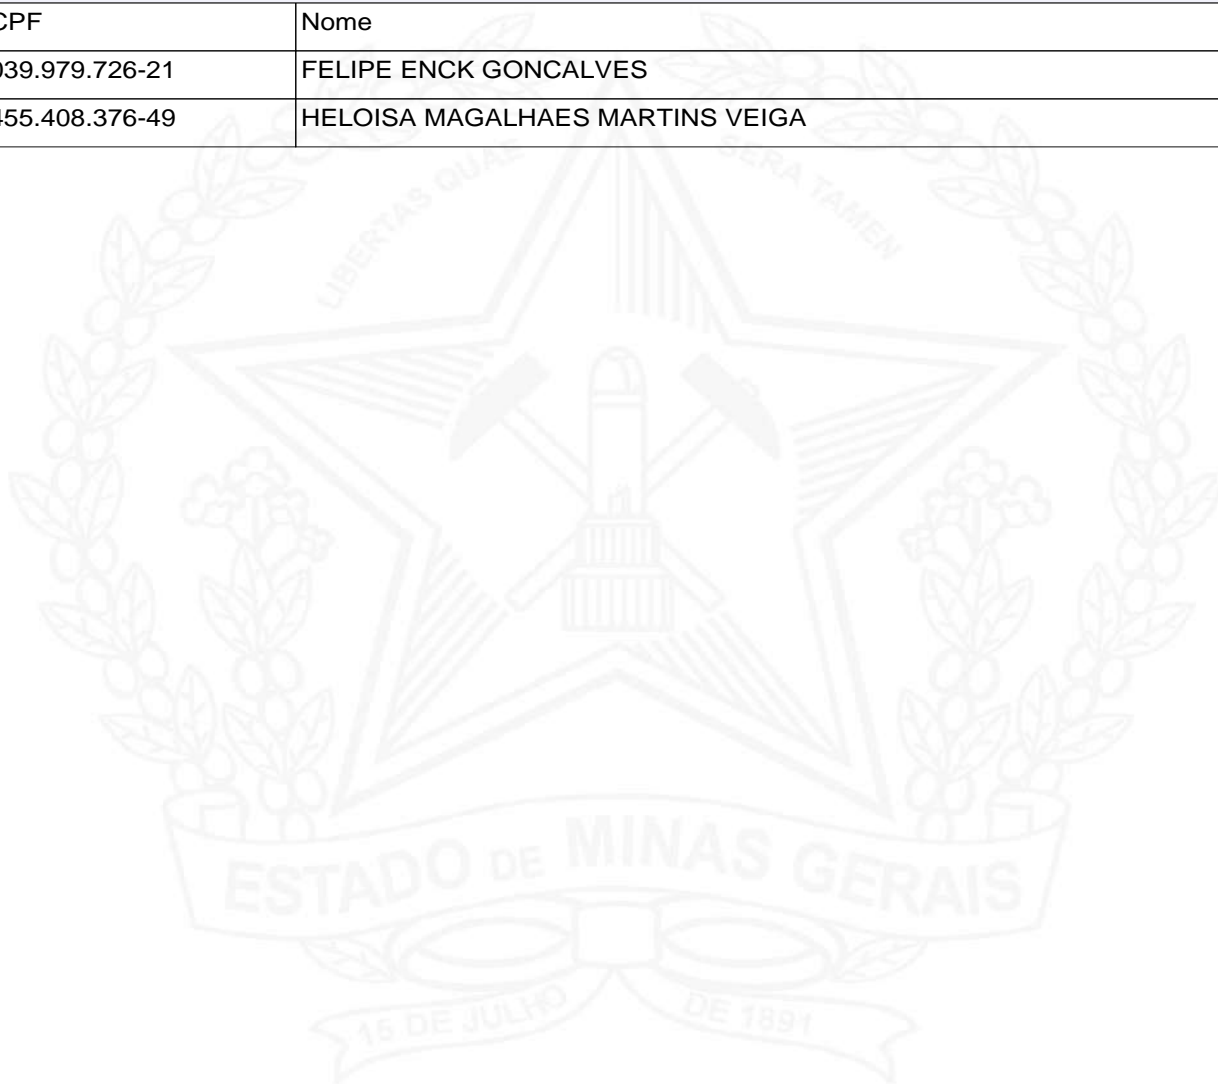 CPF Nome
039.979.726-21 FELIPE ENCK GONCALVES
455.408.376-49 HELOISA MAGALHAES MARTINS VEIGA
LIBERTAS QUAE SERA TAMEN
ESTADO DE MINAS GERAIS
15 DE JULHO DE 1891